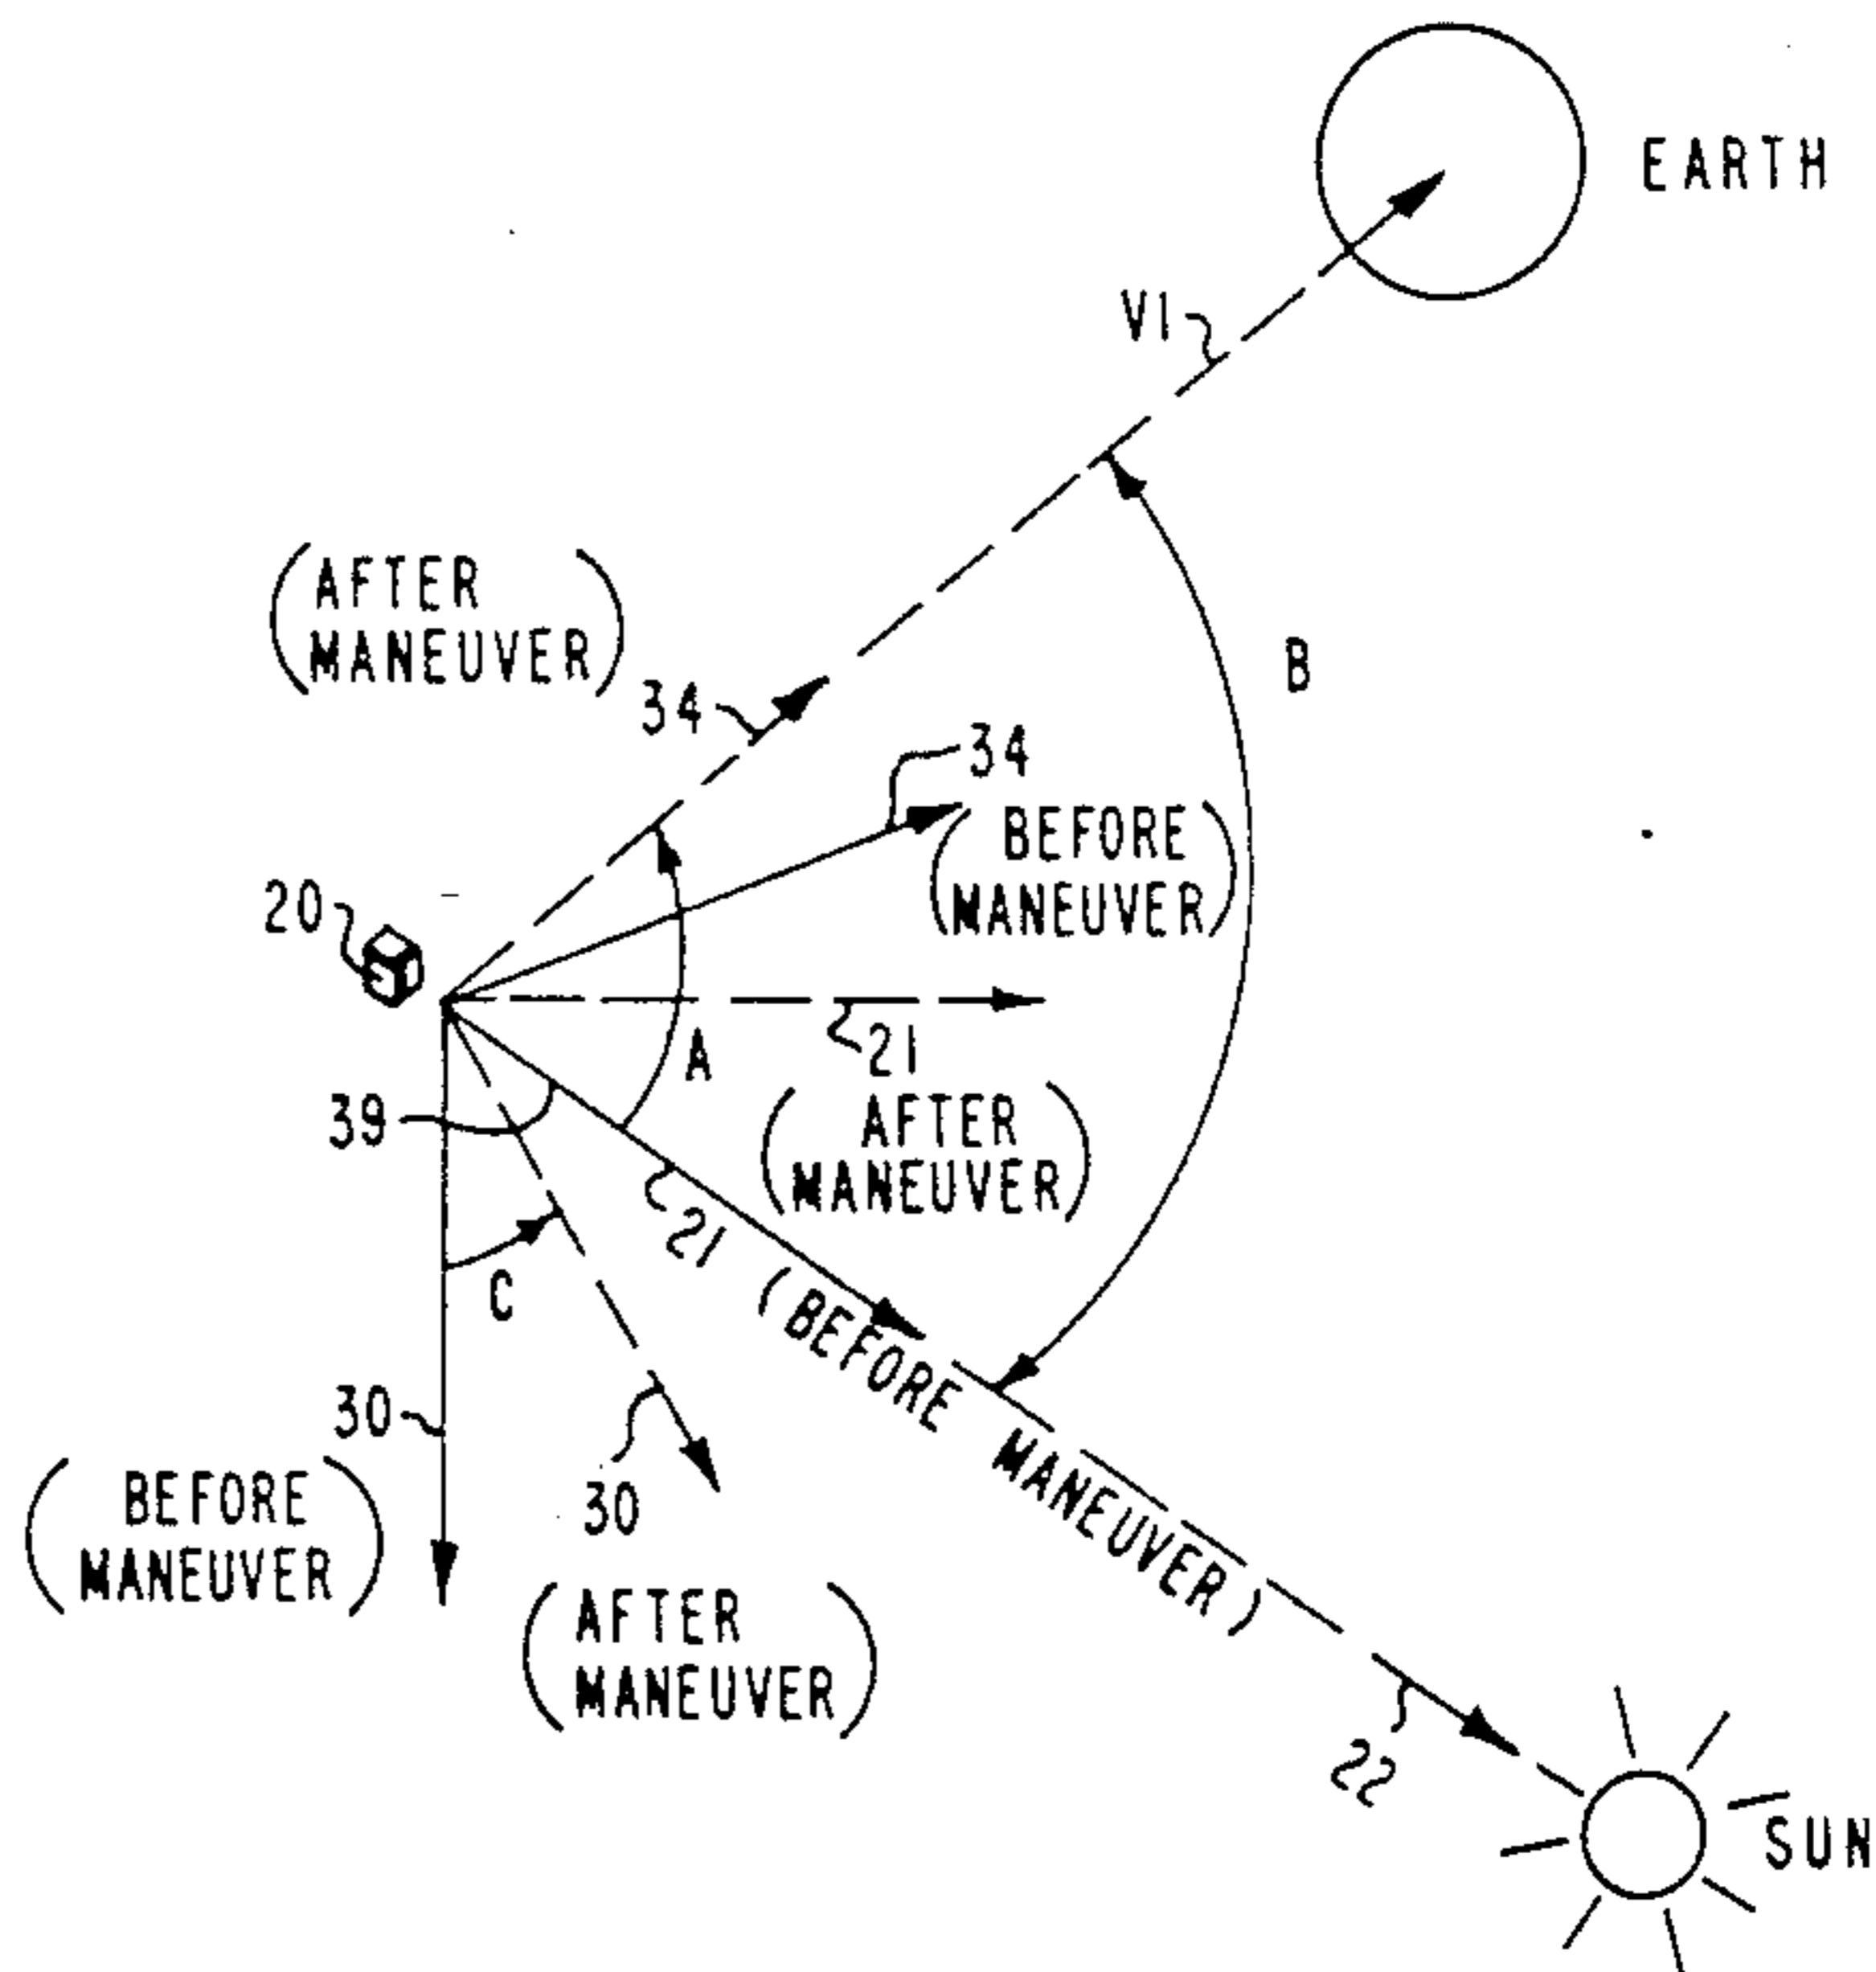 EARTH
V1
(AFTER
MANEUVER)
34
B
34
(BEFORE
MANEUVER)
20
21
A
(AFTER
MANEUVER)
39
21 (BEFORE MANEUVER)
C
30
(BEFORE
MANEUVER)
30
(AFTER
MANEUVER)
22
SUN